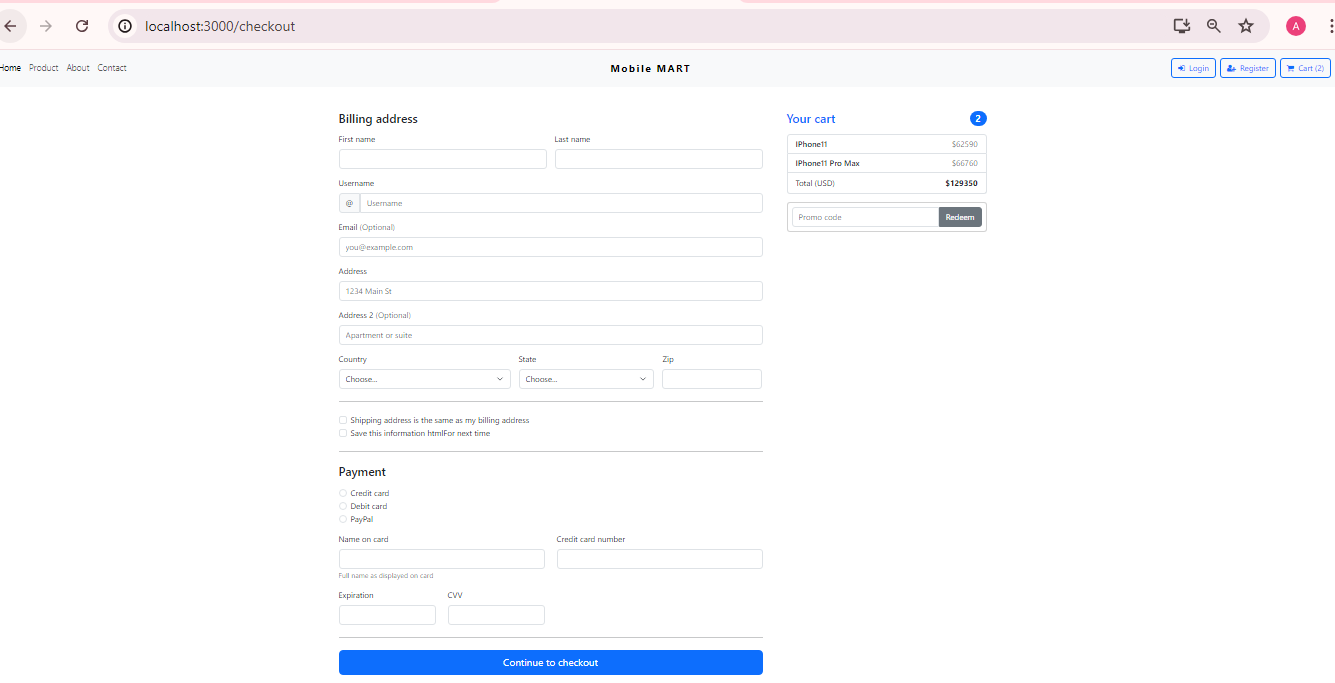 localhost:3000/checkout
A
Home Product About Contact
Mobile MART
Login Register Cart (2)
Billing address
First name Last name
Username
@ Username
Email (Optional)
you@example.com
Address
1234 Main St
Address 2 (Optional)
Apartment or suite
Country State Zip
Choose... Choose...
Shipping address is the same as my billing address
Save this information htmlFor next time
Payment
Credit card
Debit card
PayPal
Name on card Credit card number
Full name as displayed on card
Expiration CVV
Continue to checkout
Your cart 2
IPhone11 $62590
IPhone11 Pro Max $66760
Total (USD) $129350
Promo code Redeem